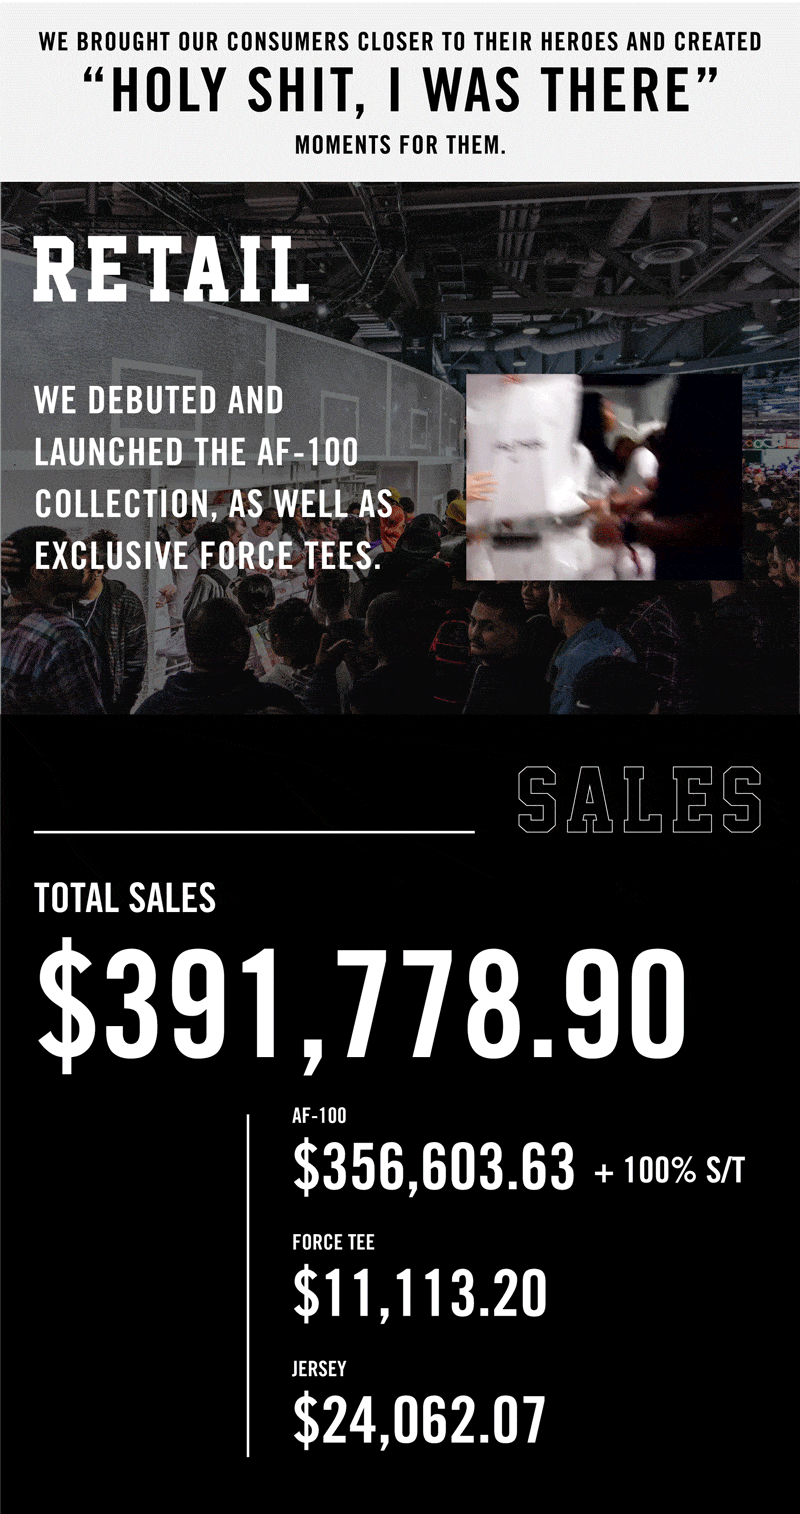 WE BROUGHT OUR CONSUMERS CLOSER TO THEIR HEROES AND CREATED
“HOLY SHIT, I WAS THERE”
MOMENTS FOR THEM.
RETAIL
WE DEBUTED AND
LAUNCHED THE AF-100
COLLECTION, AS WELL AS
EXCLUSIVE FORCE TEES.
SALES
TOTAL SALES
$391,778.90
AF-100
$356,603.63 + 100% S/T
FORCE TEE
$11,113.20
JERSEY
$24,062.07